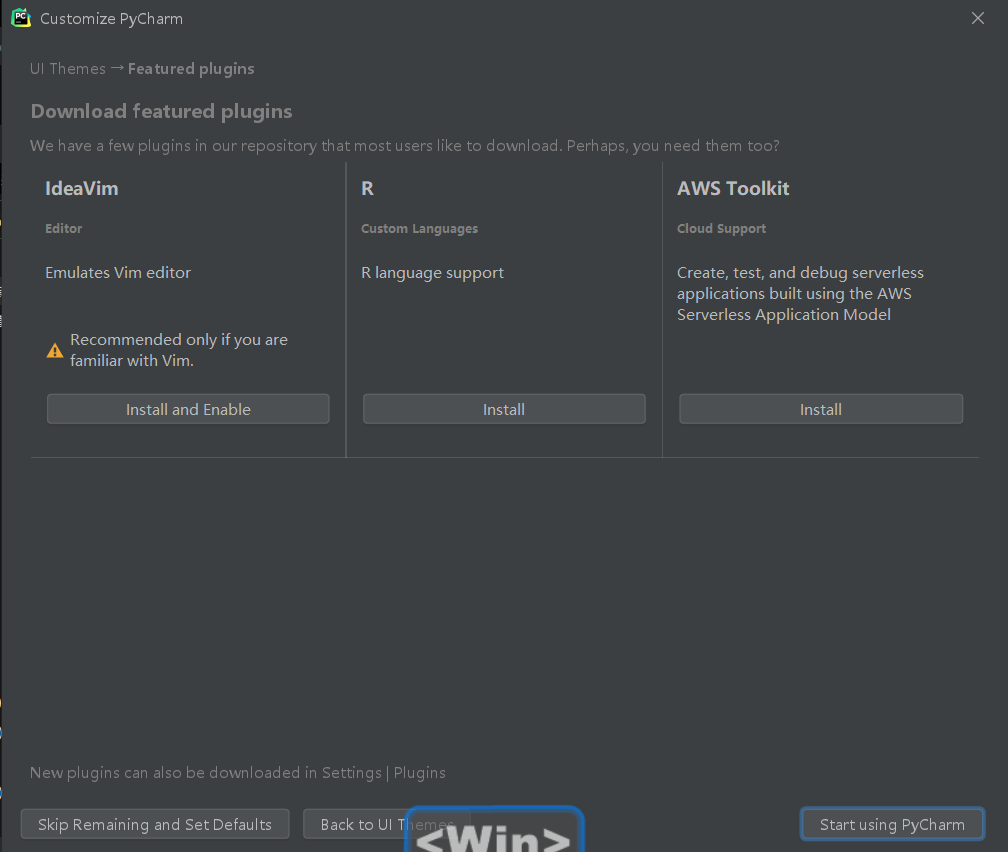 PC
Customize PyCharm
UI Themes → Featured plugins
Download featured plugins
We have a few plugins in our repository that most users like to download. Perhaps, you need them too?
IdeaVim
Editor
Emulates Vim editor
Recommended only if you are
familiar with Vim.
Install and Enable
R
Custom Languages
R language support
Install
AWS Toolkit
Cloud Support
Create, test, and debug serverless
applications built using the AWS
Serverless Application Model
Install
New plugins can also be downloaded in Settings | Plugins
Skip Remaining and Set Defaults
Back to UI Themes
<Win>
Start using PyCharm